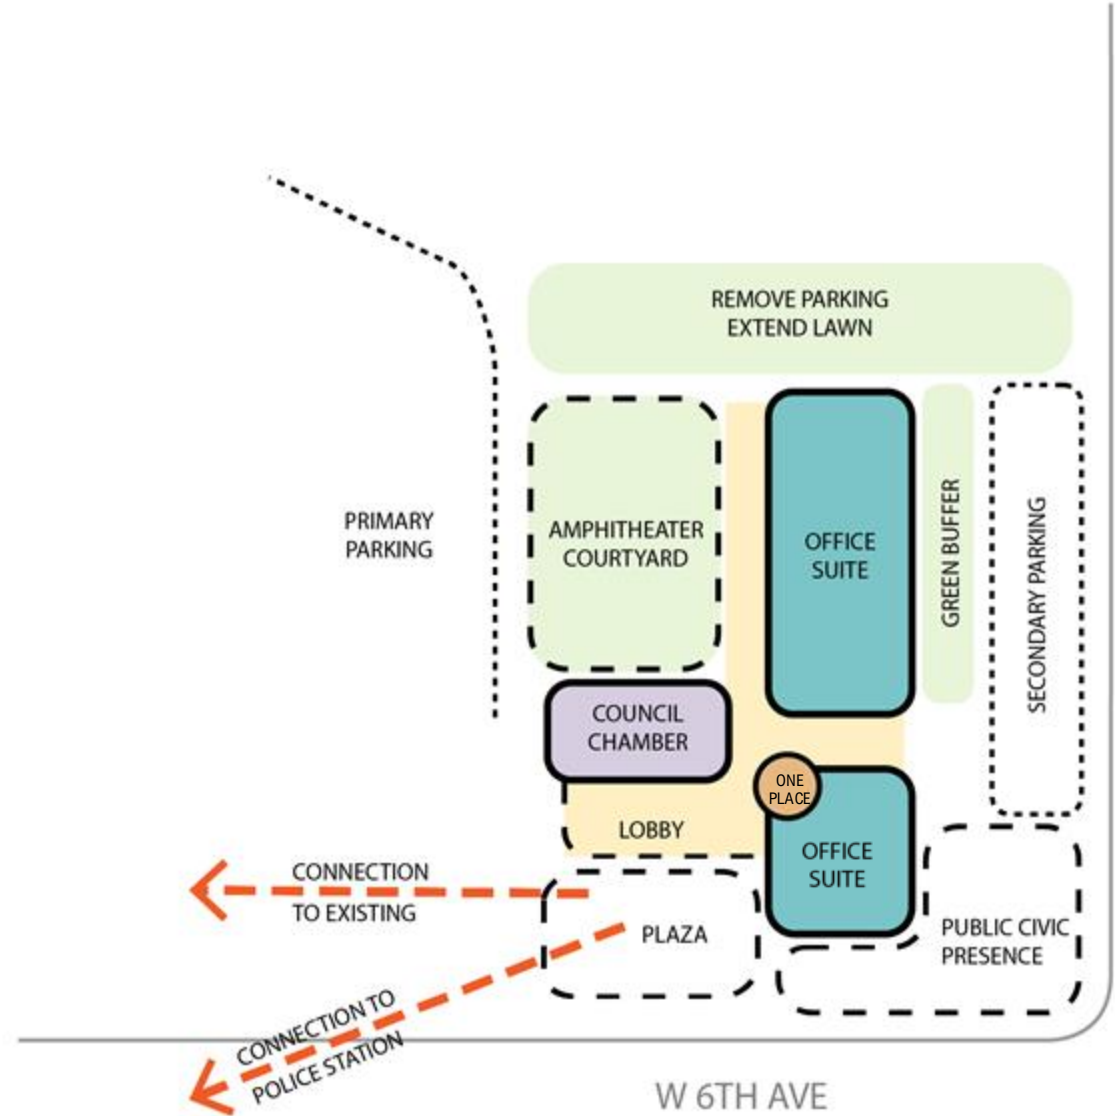 REMOVE PARKING
EXTEND LAWN
PRIMARY
PARKING
AMPHITHEATER
COURTYARD
OFFICE
SUITE
GREEN BUFFER
SECONDARY PARKING
COUNCIL
CHAMBER
ONE
PLACE
LOBBY
OFFICE
SUITE
CONNECTION
TO EXISTING
PLAZA
PUBLIC CIVIC
PRESENCE
CONNECTION TO
POLICE STATION
W 6TH AVE